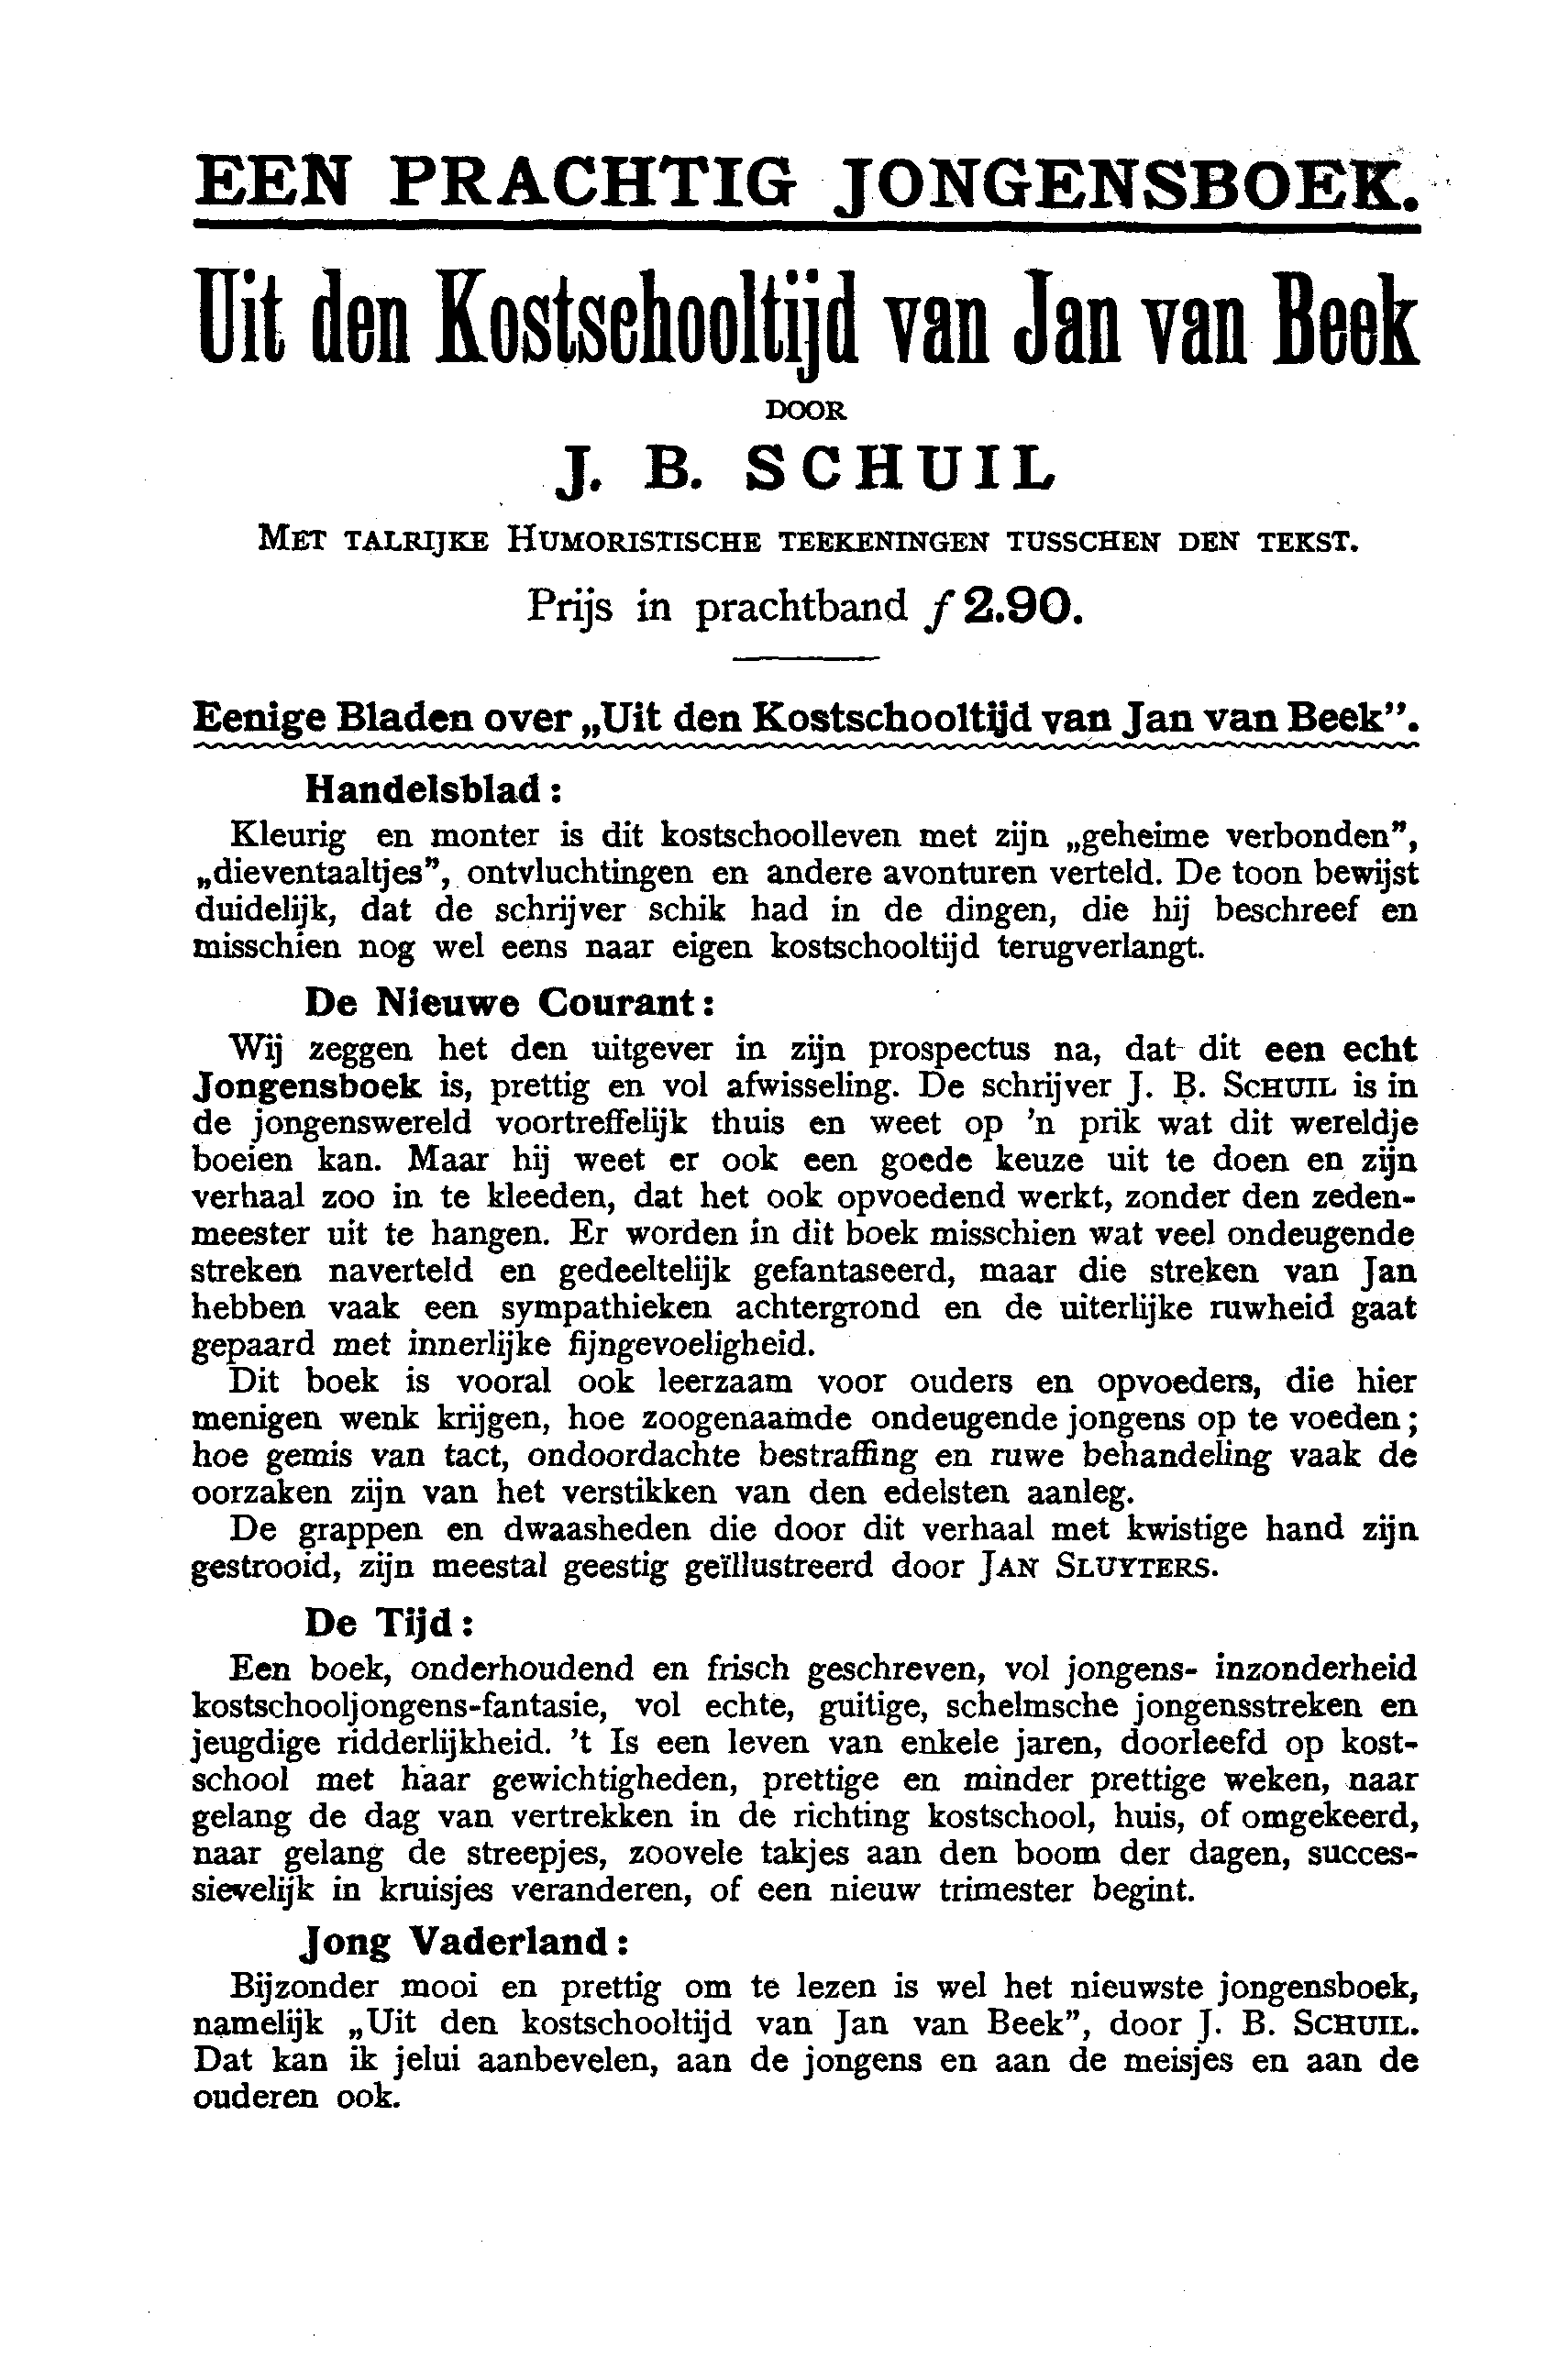 EEN PRACHTIG JONGENSBOEK.
Uit den Kostschooltijd van Jan van Beek
DOOR
J. B. SCHUIL
MET TALRIJKE HUMORISTISCHE TEEKENINGEN TUSSCHEN DEN TEKST.
Prijs in prachtband ƒ 2.90.
Eenige Bladen over „Uit den Kostschooltijd van Jan van Beek”.
Handelsblad:
Kleurig en monter is dit kostschoolleven met zijn „geheime verbonden”,
„dieventaaltjes”, ontvluchtingen en andere avonturen verteld. De toon bewijst
duidelijk, dat de schrijver schik had in de dingen, die hij beschreef en
misschien nog wel eens naar eigen kostschooltijd terugverlangt.
De Nieuwe Courant:
Wij zeggen het den uitgever in zijn prospectus na, dat dit een echt
Jongensboek is, prettig en vol afwisseling. De schrijver J. B. SCHUIL is in
de jongenswereld voortreffelijk thuis en weet op ’n prik wat dit wereldje
boeien kan. Maar hij weet er ook een goede keuze uit te doen en zijn
verhaal zoo in te kleeden, dat het ook opvoedend werkt, zonder den zeden-
meester uit te hangen. Er worden in dit boek misschien wat veel ondeugende
streken naverteld en gedeeltelijk gefantaseerd, maar die streken van Jan
hebben vaak een sympathieken achtergrond en de uiterlijke ruwheid gaat
gepaard met innerlijke fijngevoeligheid.
Dit boek is vooral ook leerzaam voor ouders en opvoeders, die hier
menigen wenk krijgen, hoe zoogenaamde ondeugende jongens op te voeden;
hoe gemis van tact, ondoordachte bestraffing en ruwe behandeling vaak de
oorzaken zijn van het verstikken van den edelsten aanleg.
De grappen en dwaasheden die door dit verhaal met kwistige hand zijn
gestrooid, zijn meestal geestig geïllustreerd door JAN SLUYTERS.
De Tijd:
Een boek, onderhoudend en frisch geschreven, vol jongens- inzonderheid
kostschooljongens-fantasie, vol echte, guitige, schelmsche jongensstreken en
jeugdige ridderlijkheid. ’t Is een leven van enkele jaren, doorleefd op kost-
school met haar gewichtigheden, prettige en minder prettige weken, naar
gelang de dag van vertrekken in de richting kostschool, huis, of omgekeerd,
naar gelang de streepjes, zoovele takjes aan den boom der dagen, succes-
sievelijk in kruisjes veranderen, of een nieuw trimester begint.
Jong Vaderland:
Bijzonder mooi en prettig om te lezen is wel het nieuwste jongensboek,
namelijk „Uit den kostschooltijd van Jan van Beek”, door J. B. SCHUIL.
Dat kan ik jelui aanbevelen, aan de jongens en aan de meisjes en aan de
ouderen ook.